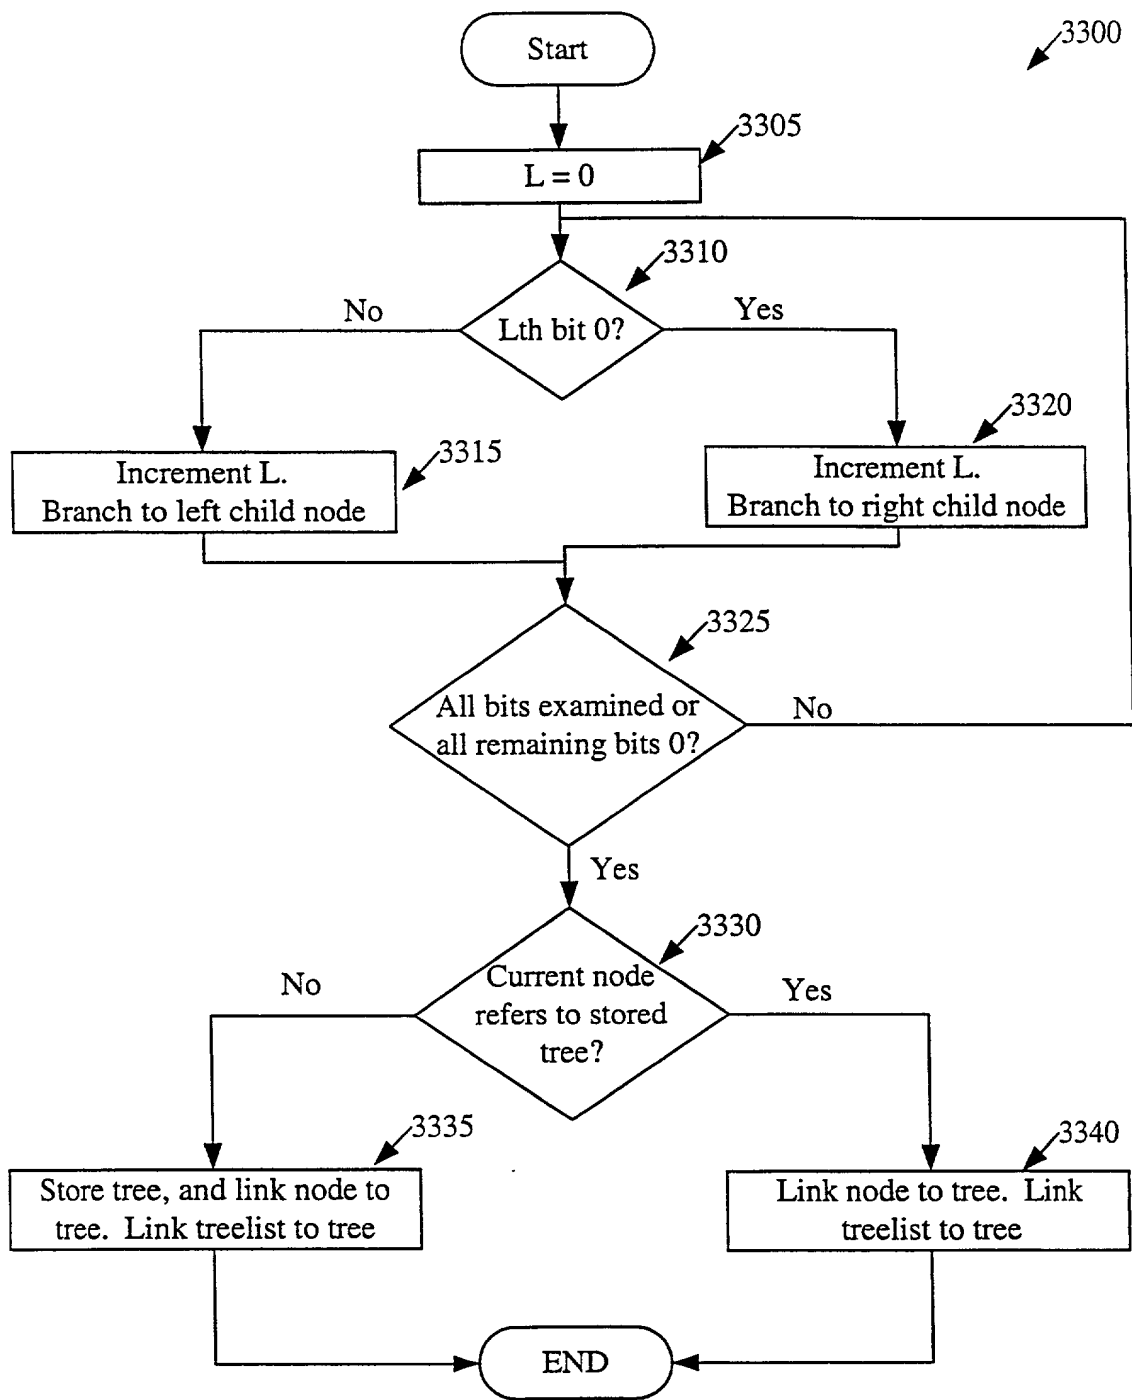 Start
3300
3305
L = 0
3310
No
Yes
Lth bit 0?
3320
3315
Increment L.
Branch to left child node
Increment L.
Branch to right child node
3325
All bits examined or
all remaining bits 0?
No
Yes
3330
No
Current node
refers to stored
tree?
Yes
3335
3340
Store tree, and link node to
tree. Link treelist to tree
Link node to tree. Link
treelist to tree
END